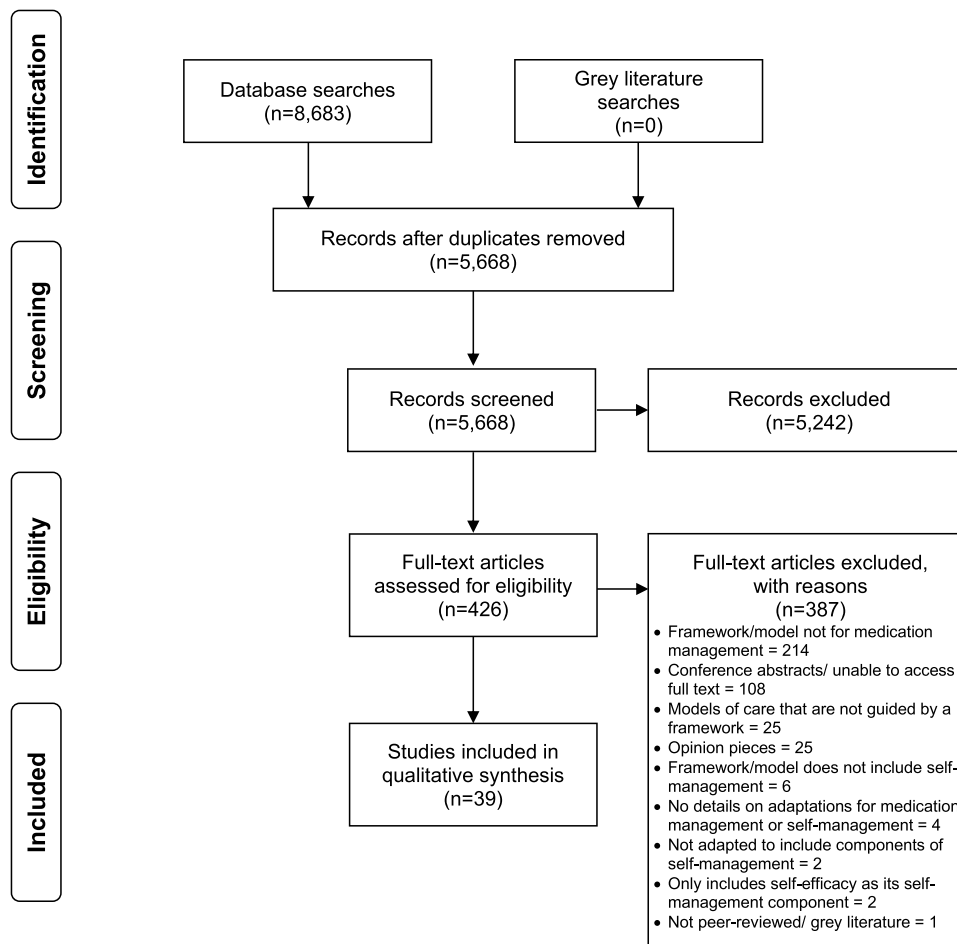 Identification
Database searches
(n=8,683)
Grey literature
searches
(n=0)
Records after duplicates removed
(n=5,668)
Screening
Records screened
(n=5,668)
Records excluded
(n=5,242)
Eligibility
Full-text articles
assessed for eligibility
(n=426)
Full-text articles excluded,
with reasons
(n=387)
• Framework/model not for medication
management = 214
• Conference abstracts/ unable to access
full text = 108
• Models of care that are not guided by a
framework = 25
• Opinion pieces = 25
• Framework/model does not include self-
management = 6
• No details on adaptations for medication
management or self-management = 4
• Not adapted to include components of
self-management = 2
• Only includes self-efficacy as its self-
management component = 2
• Not peer-reviewed/ grey literature = 1
Included
Studies included in
qualitative synthesis
(n=39)